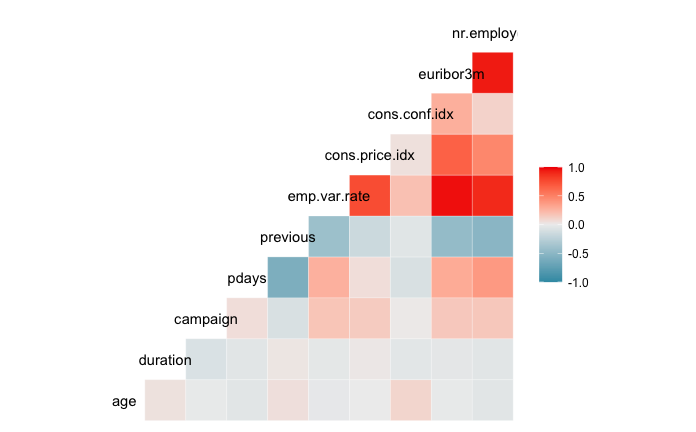 nr.employ
euribor3m
cons.conf.idx
cons.price.idx
emp.var.rate
previous
pdays
campaign
duration
age
1.0
0.5
0.0
-0.5
-1.0